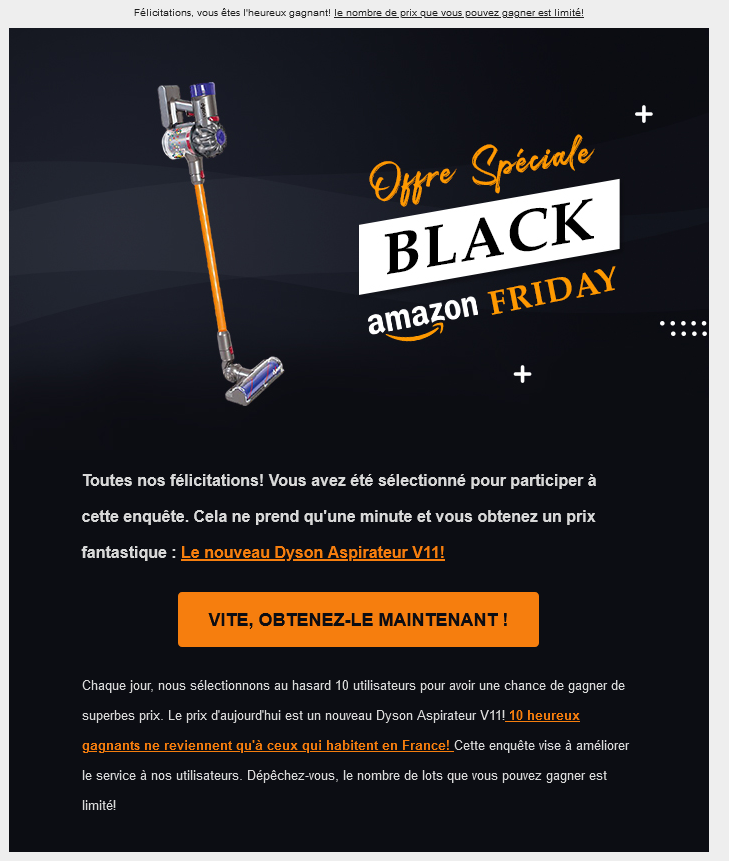 Félicitations, vous êtes l'heureux gagnant! le nombre de prix que vous pouvez gagner est limité!
Offre Spéciale
BLACK
amazon FRIDAY
Toutes nos félicitations! Vous avez été sélectionné pour participer à
cette enquête. Cela ne prend qu'une minute et vous obtenez un prix
fantastique : Le nouveau Dyson Aspirateur V11!
VITE, OBTENEZ-LE MAINTENANT !
Chaque jour, nous sélectionnons au hasard 10 utilisateurs pour avoir une chance de gagner de
superbes prix. Le prix d'aujourd'hui est un nouveau Dyson Aspirateur V11! 10 heureux
gagnants ne reviennent qu'à ceux qui habitent en France! Cette enquête vise à améliorer
le service à nos utilisateurs. Dépêchez-vous, le nombre de lots que vous pouvez gagner est
limité!